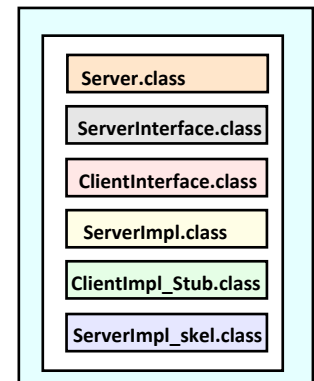 Server.class
ServerInterface.class
ClientInterface.class
ServerImpl.class
ClientImpl_Stub.class
ServerImpl_skel.class